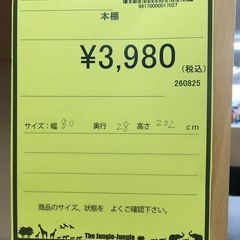 9917000001​7027
本棚
¥3,980
(税込)
260825
サイズ:幅 80 奥行 28 高さ 202 cm
商品のサイズ、状態を よくご確認下さい。
The Jungle-Jungle